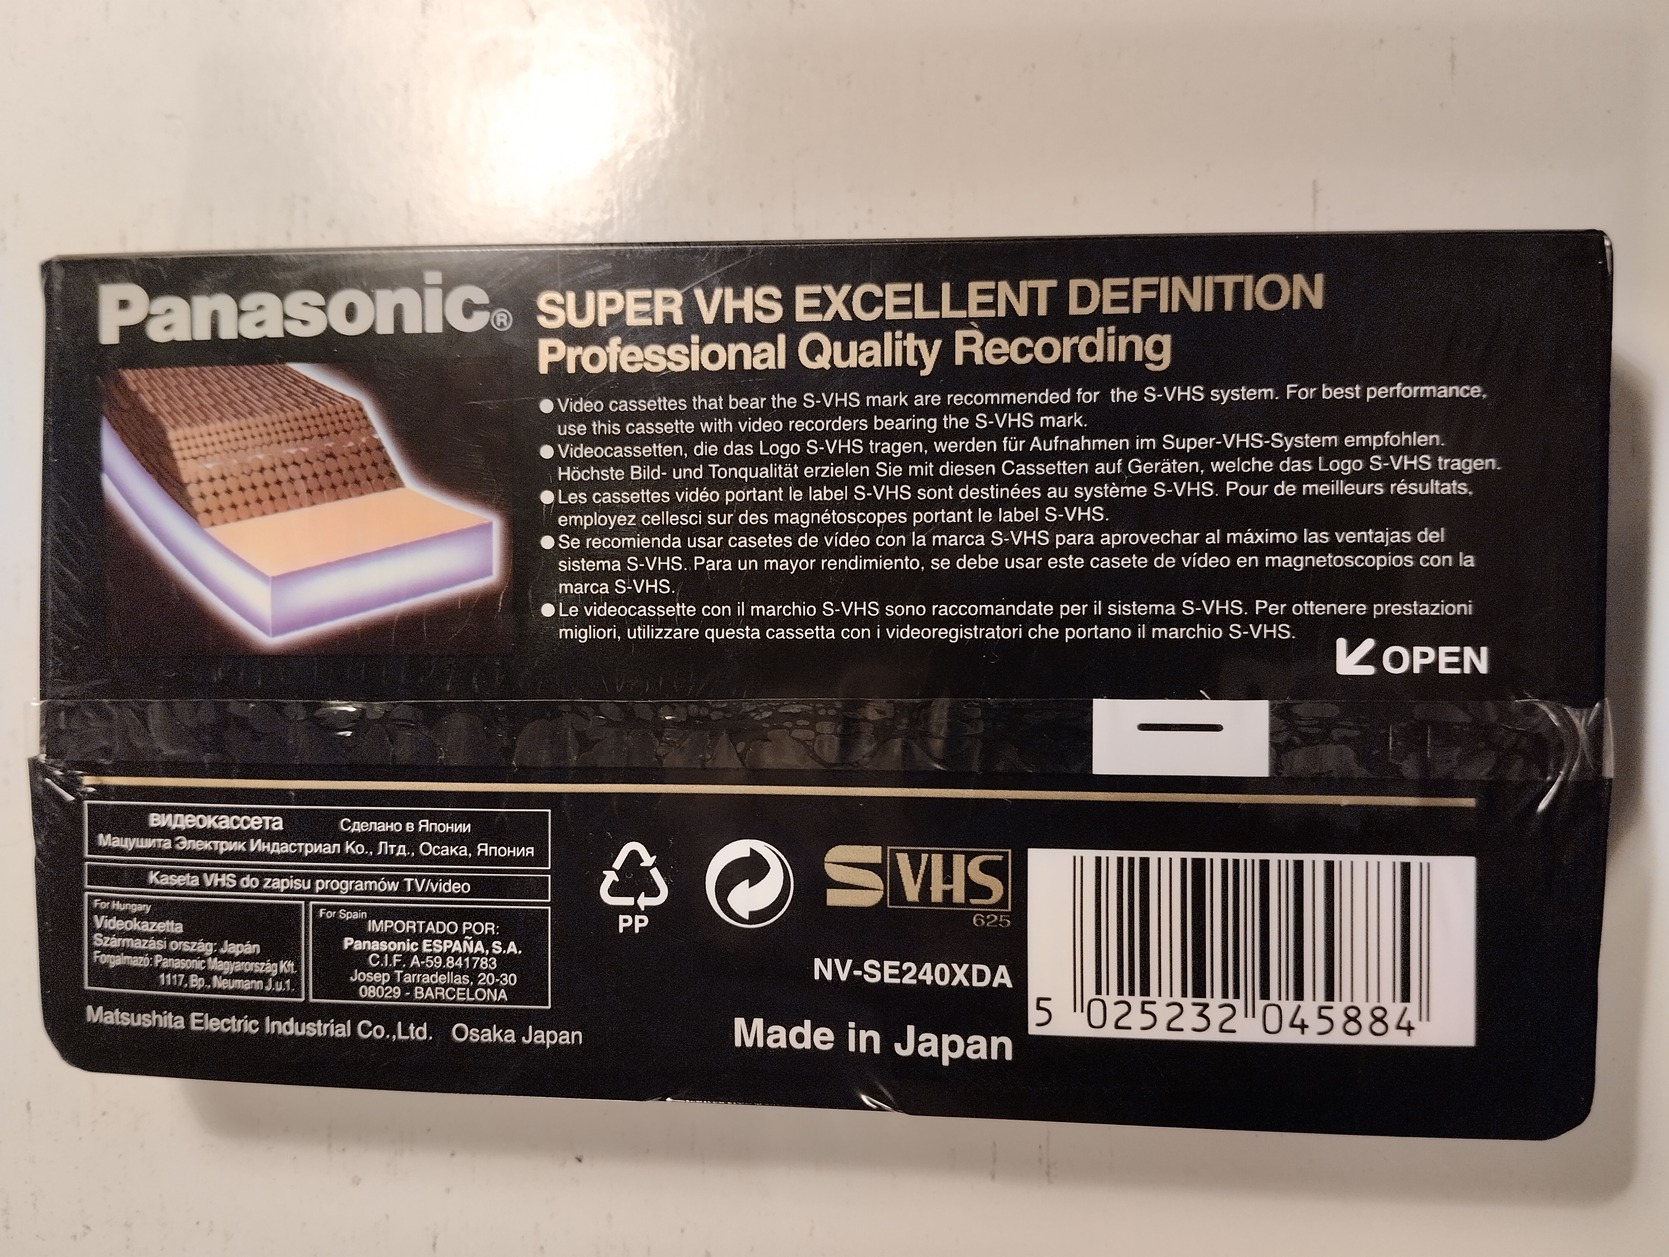 Panasonic®
SUPER VHS EXCELLENT DEFINITION
Professional Quality Recording
● Video cassettes that bear the S-VHS mark are recommended for the S-VHS system. For best performance,
use this cassette with video recorders bearing the S-VHS mark.
● Videocassetten, die das Logo S-VHS tragen, werden für Aufnahmen im Super-VHS-System empfohlen.
Höchste Bild- und Tonqualität erzielen Sie mit diesen Cassetten auf Geräten, welche das Logo S-VHS tragen.
● Les cassettes vidéo portant le label S-VHS sont destinées au système S-VHS. Pour de meilleurs résultats,
employez cellesci sur des magnétoscopes portant le label S-VHS.
● Se recomienda usar casetes de vídeo con la marca S-VHS para aprovechar al máximo las ventajas del
sistema S-VHS. Para un mayor rendimiento, se debe usar este casete de vídeo en magnetoscopios con la
marca S-VHS.
● Le videocassette con il marchio S-VHS sono raccomandate per il sistema S-VHS. Per ottenere prestazioni
migliori, utilizzare questa cassetta con i videoregistratori che portano il marchio S-VHS.
OPEN
видеокассета Сделано в Японии
Мацушита Электрик Индастриал Ко., Лтд., Осака, Япония
Kaseta VHS do zapisu programów TV/video
For Hungary
Videokazetta
Származási ország: Japán
Forgalmazó: Panasonic Magyarország Kft.
1117, Bp., Neumann J.u.1.
For Spain
IMPORTADO POR:
Panasonic ESPAÑA, S.A.
C.I.F. A-59.841783
Josep Tarradellas, 20-30
08029 - BARCELONA
Matsushita Electric Industrial Co.,Ltd. Osaka Japan
PP
S VHS
625
NV-SE240XDA
Made in Japan
5 025232 045884